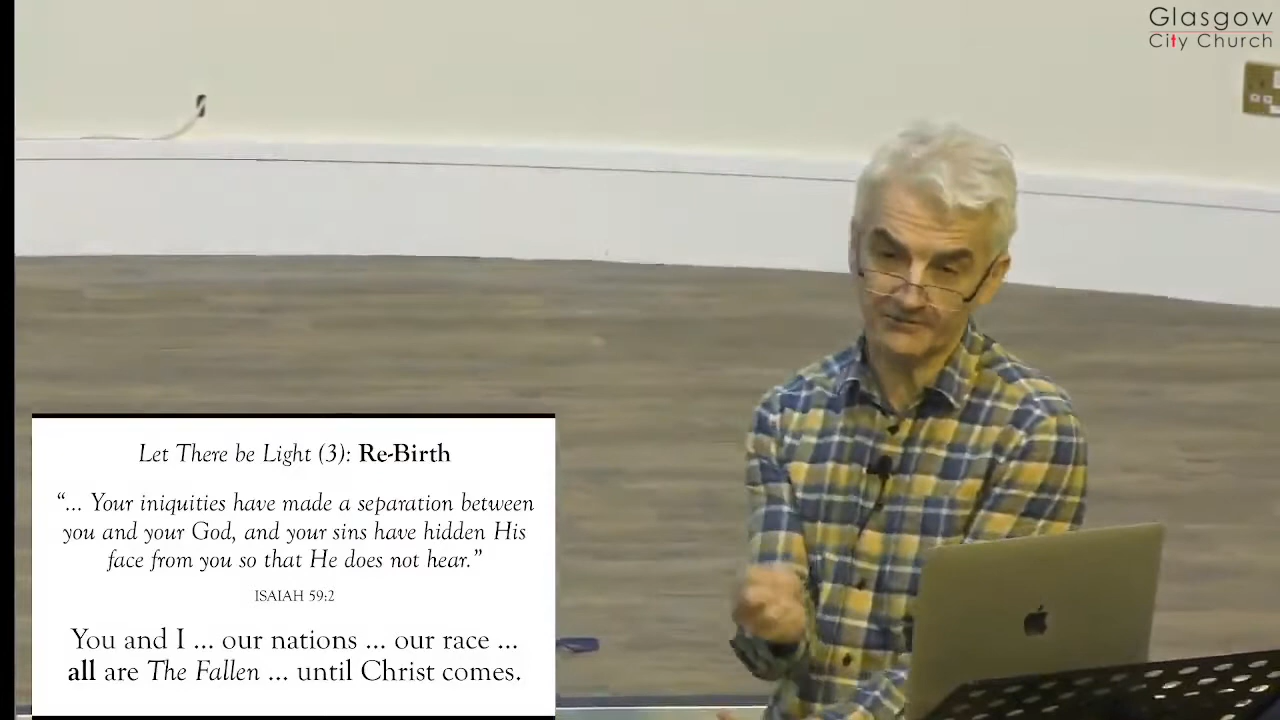 Glasgow
City Church
Let There be Light (3): Re-Birth
“... Your iniquities have made a separation between
you and your God, and your sins have hidden His
face from you so that He does not hear.”
ISAIAH 59:2
You and I ... our nations ... our race ...
all are The Fallen ... until Christ comes.